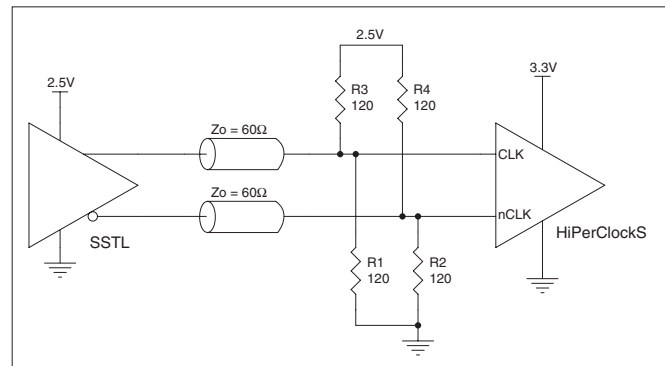 2.5V
2.5V
3.3V
R3
120
R4
120
Zo = 60Ω
CLK
Zo = 60Ω
nCLK
SSTL
HiPerClockS
R1
120
R2
120